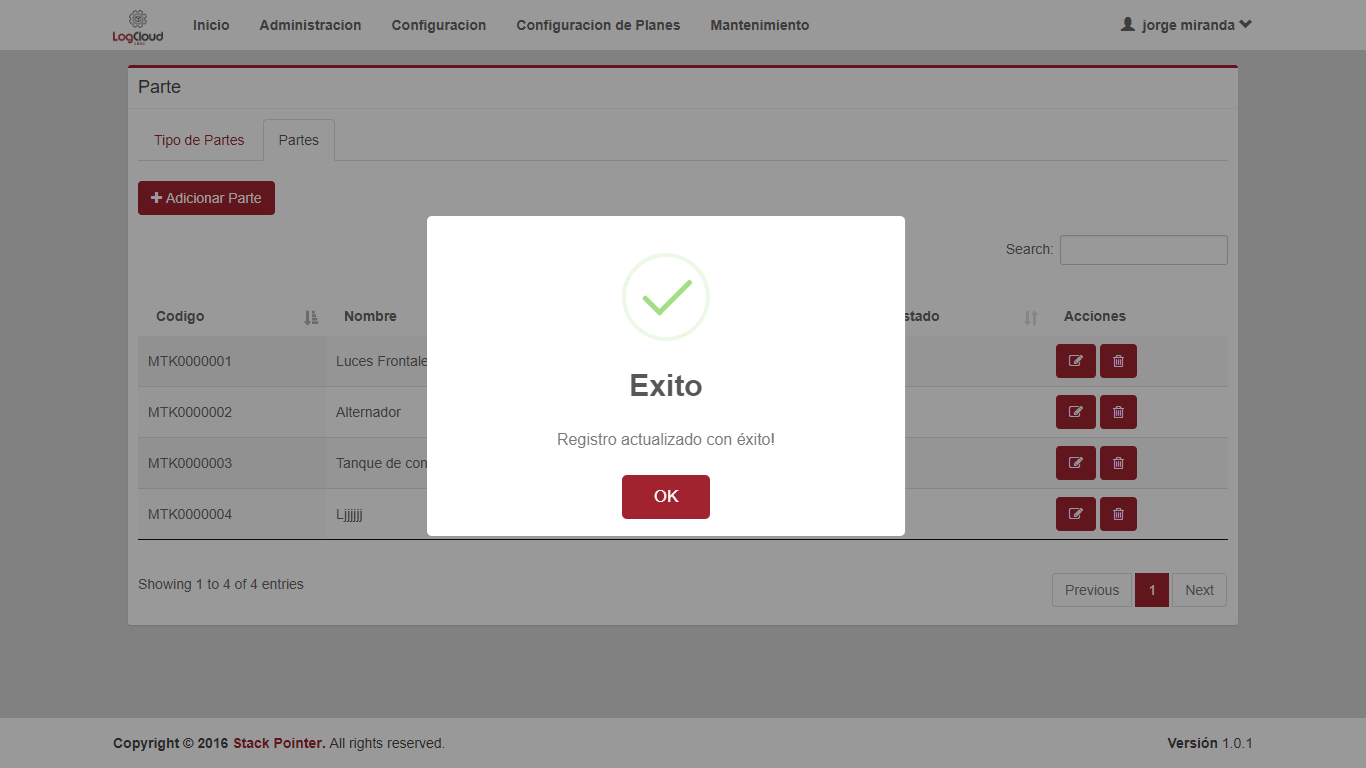 LogCloud
Inicio Administracion Configuracion Configuracion de Planes Mantenimiento jorge miranda
Parte
Tipo de Partes Partes
Adicionar Parte
Search:
Codigo Nombre stado Acciones
MTK0000001 Luces Frontale
MTK0000002 Alternador
MTK0000003 Tanque de con
MTK0000004 Ljjjjjj
Exito
Registro actualizado con éxito!
OK
Showing 1 to 4 of 4 entries
Previous 1 Next
Copyright © 2016 Stack Pointer. All rights reserved. Versión 1.0.1